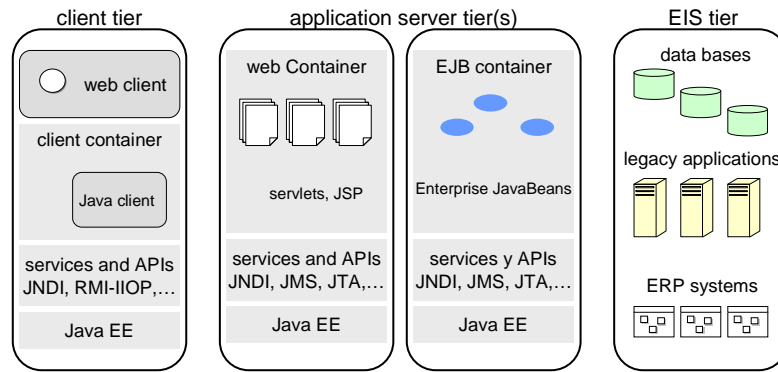 client tier
web client
client container
Java client
services and APIs
JNDI, RMI-IIOP,…
Java EE
application server tier(s)
web Container
servlets, JSP
services and APIs
JNDI, JMS, JTA,…
Java EE
EJB container
Enterprise JavaBeans
services y APIs
JNDI, JMS, JTA,…
Java EE
EIS tier
data bases
legacy applications
ERP systems